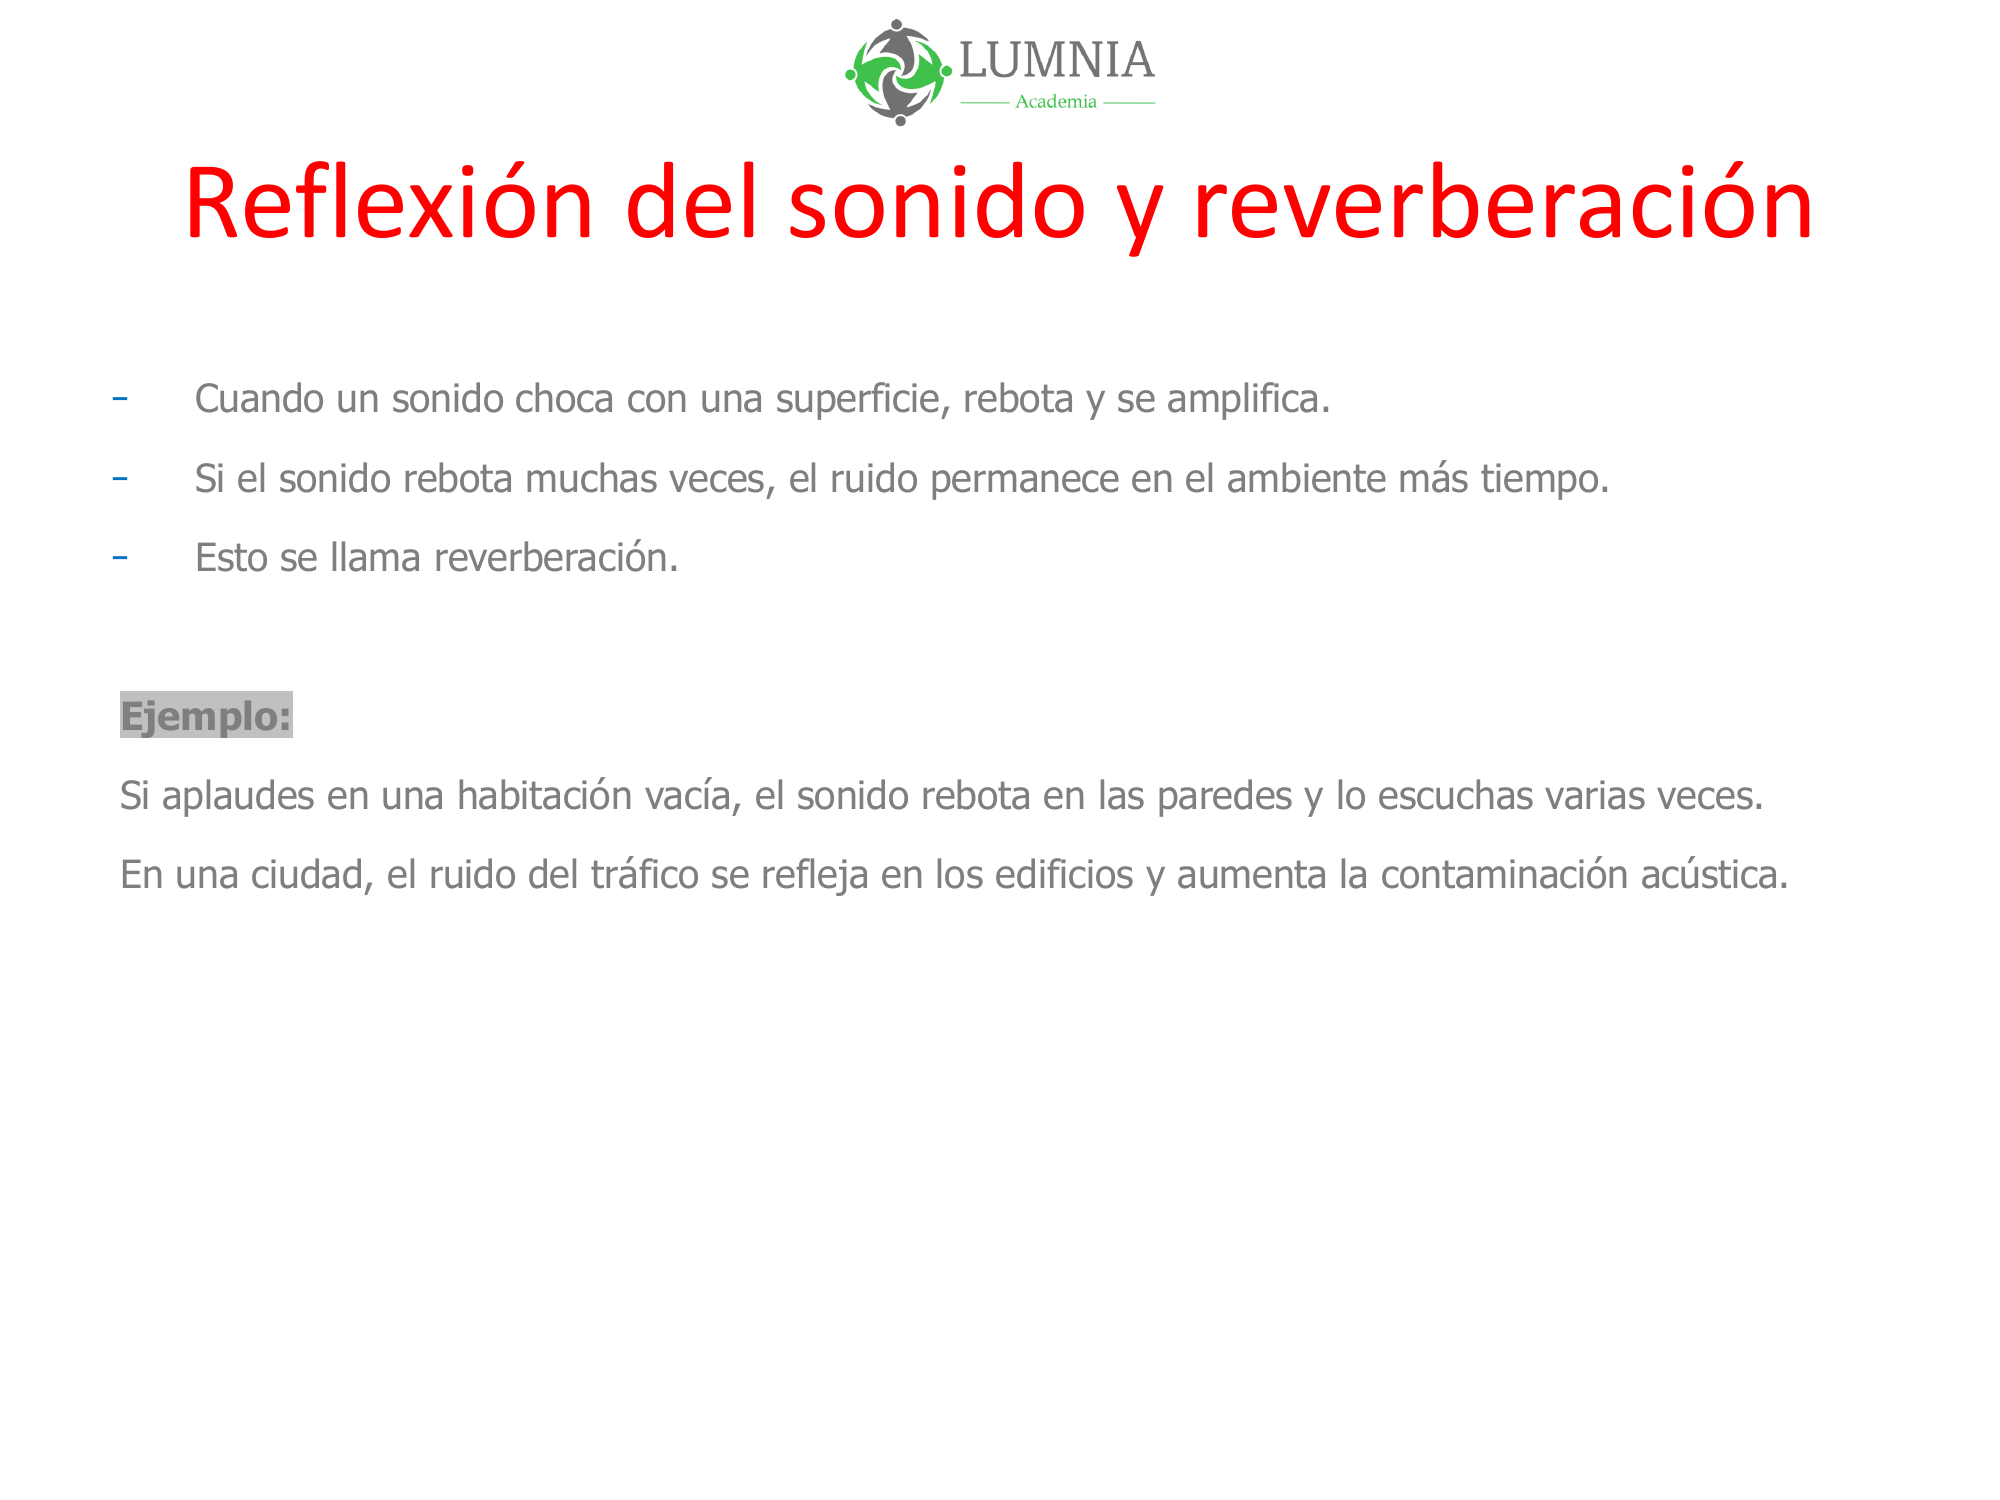 LUMNIA
Academia
Reflexión del sonido y reverberación
- Cuando un sonido choca con una superficie, rebota y se amplifica.
- Si el sonido rebota muchas veces, el ruido permanece en el ambiente más tiempo.
- Esto se llama reverberación.
Ejemplo:
Si aplaudes en una habitación vacía, el sonido rebota en las paredes y lo escuchas varias veces.
En una ciudad, el ruido del tráfico se refleja en los edificios y aumenta la contaminación acústica.